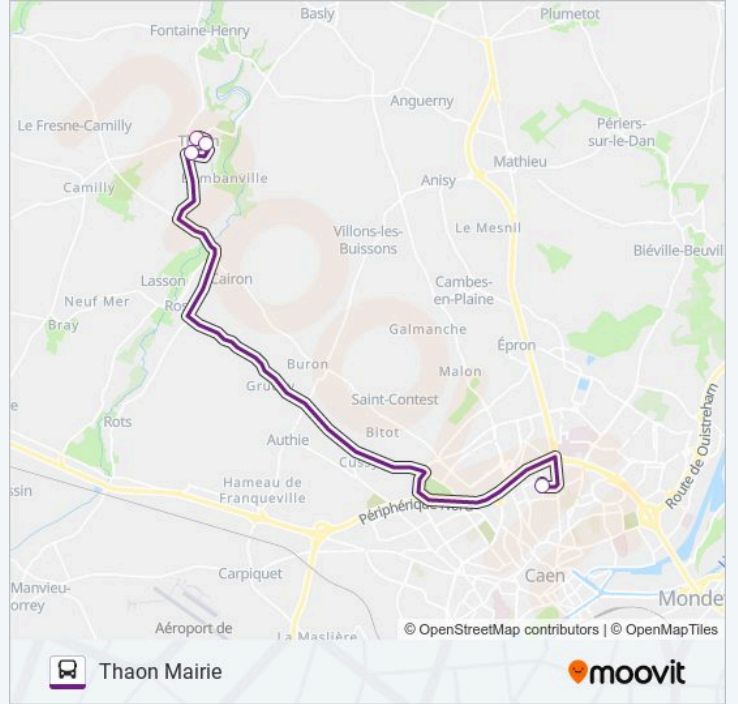 Basly
Plumetot
Fontaine-Henry
Anguerny
Le Fresne-Camilly
Périers-
sur-le-Dan
Mathieu
Camilly
Anisy
Villons-les-
Buissons
Le Mesnil
Biéville-Beuvil
Lasson
Cairon
Cambes-
en-Plaine
Neuf Mer
Bray
Galmanche
Épron
Buron
Malon
Saint-Contest
Rots
Bitot
Authie
Route de Ouistreham
Hameau de
Franqueville
Périphérique Nord
Carpiquet
Caen
Manvieu-
orrey
Monde
Aéroport de
La Maslière
© OpenStreetMap contributors | © OpenMapTiles
Thaon Mairie
moovit